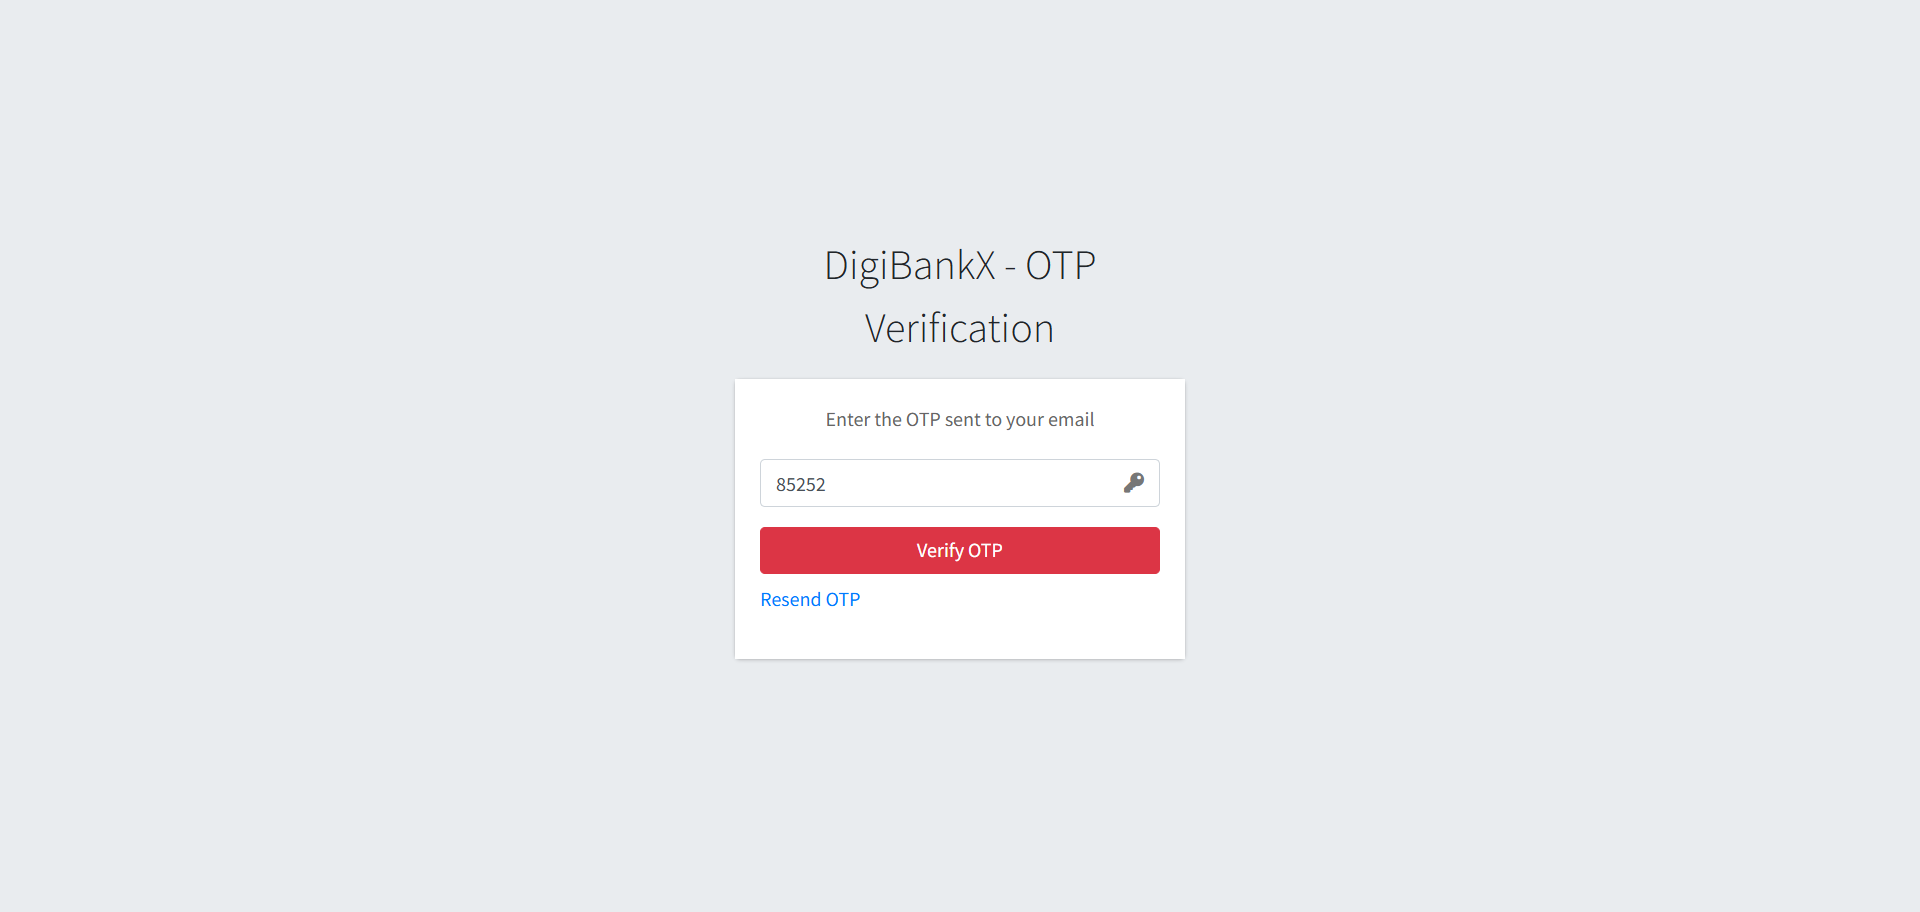 DigiBankX - OTP
Verification
Enter the OTP sent to your email
85252
Verify OTP
Resend OTP